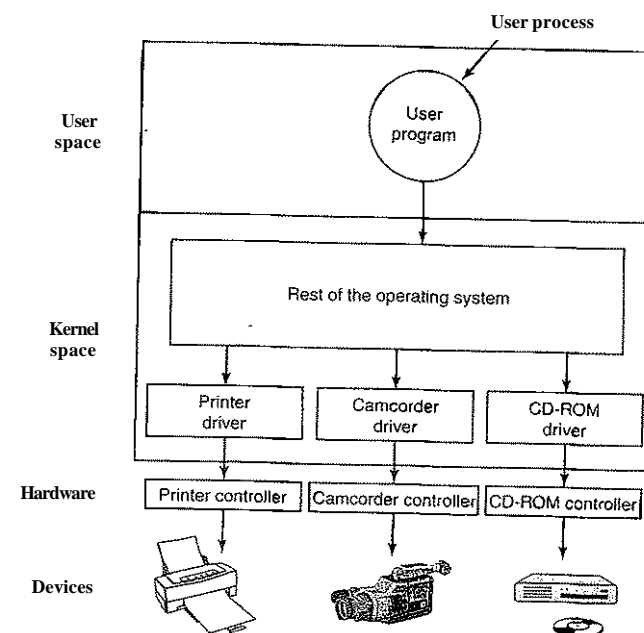 User process
User
program
User
space
Rest of the operating system
Kernel
space
Printer
driver
Camcorder
driver
CD-ROM
driver
Hardware
Printer controller
Camcorder controller
CD-ROM controller
Devices